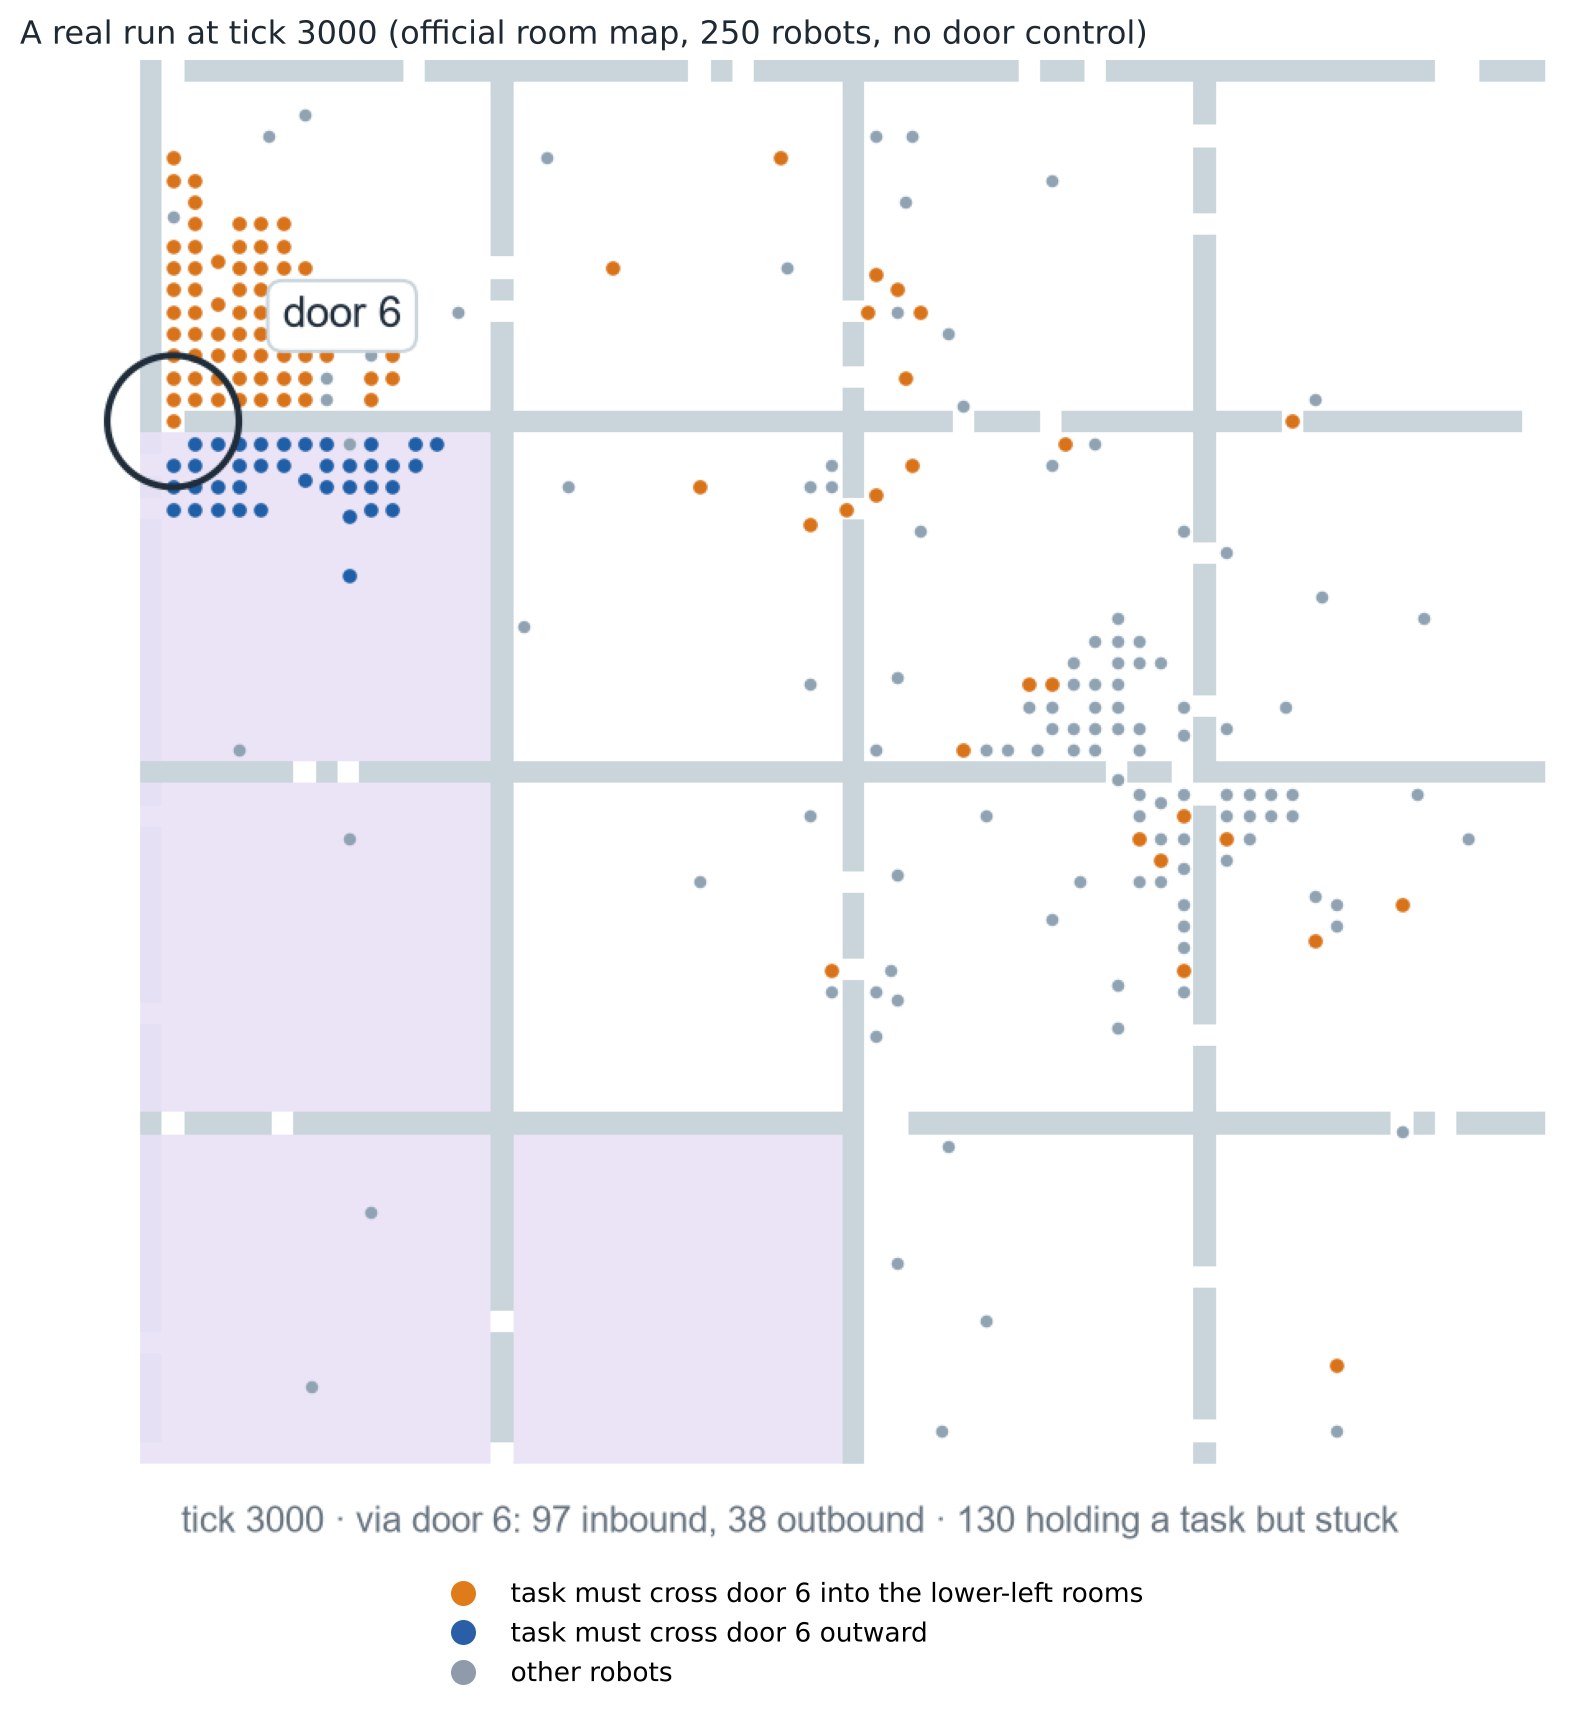 A real run at tick 3000 (official room map, 250 robots, no door control)
door 6
tick 3000 · via door 6: 97 inbound, 38 outbound · 130 holding a task but stuck
task must cross door 6 into the lower-left rooms
task must cross door 6 outward
other robots